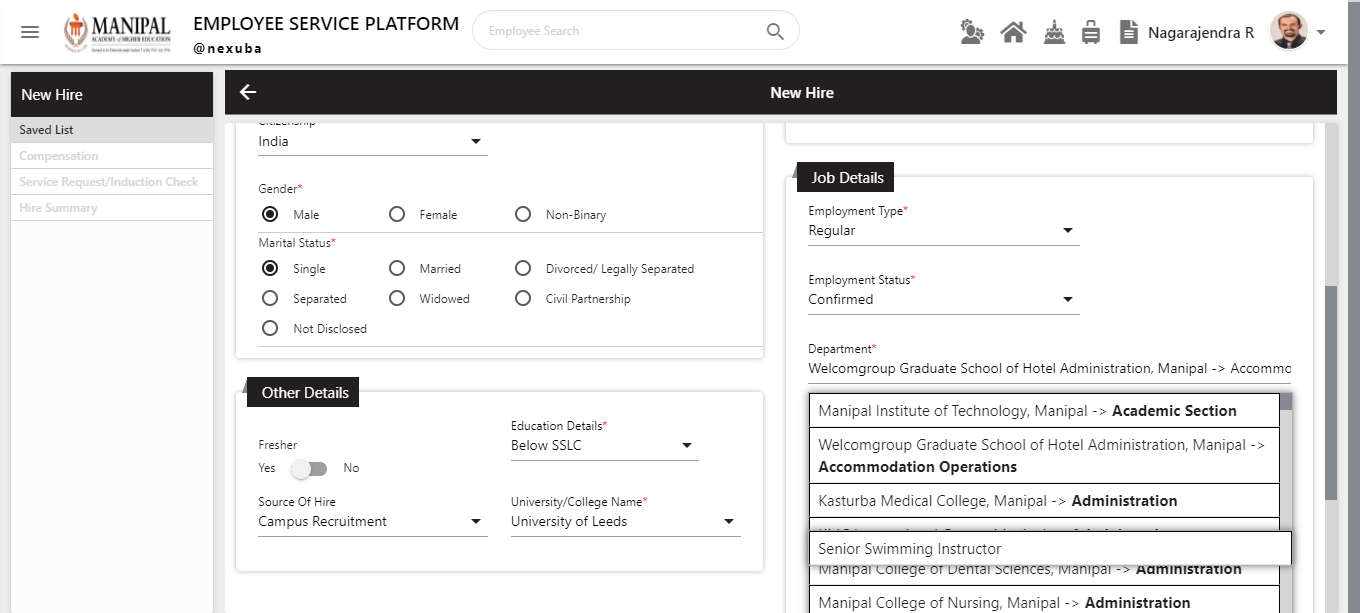 MANIPAL
ACADEMY of HIGHER EDUCATION
EMPLOYEE SERVICE PLATFORM
@nexuba
Employee Search
Nagarajendra R
New Hire
Saved List
Compensation
Service Request/Induction Check
Hire Summary
New Hire
Citizenship
India
Gender*
Male
Female
Non-Binary
Marital Status*
Single
Married
Divorced/ Legally Separated
Separated
Widowed
Civil Partnership
Not Disclosed
Other Details
Fresher
Yes
No
Education Details*
Below SSLC
Source Of Hire
Campus Recruitment
University/College Name*
University of Leeds
Job Details
Employment Type*
Regular
Employment Status*
Confirmed
Department*
Welcomgroup Graduate School of Hotel Administration, Manipal -> Accommo
Manipal Institute of Technology, Manipal -> Academic Section
Welcomgroup Graduate School of Hotel Administration, Manipal ->
Accommodation Operations
Kasturba Medical College, Manipal -> Administration
Senior Swimming Instructor
Manipal College of Dental Sciences, Manipal -> Administration
Manipal College of Nursing, Manipal -> Administration